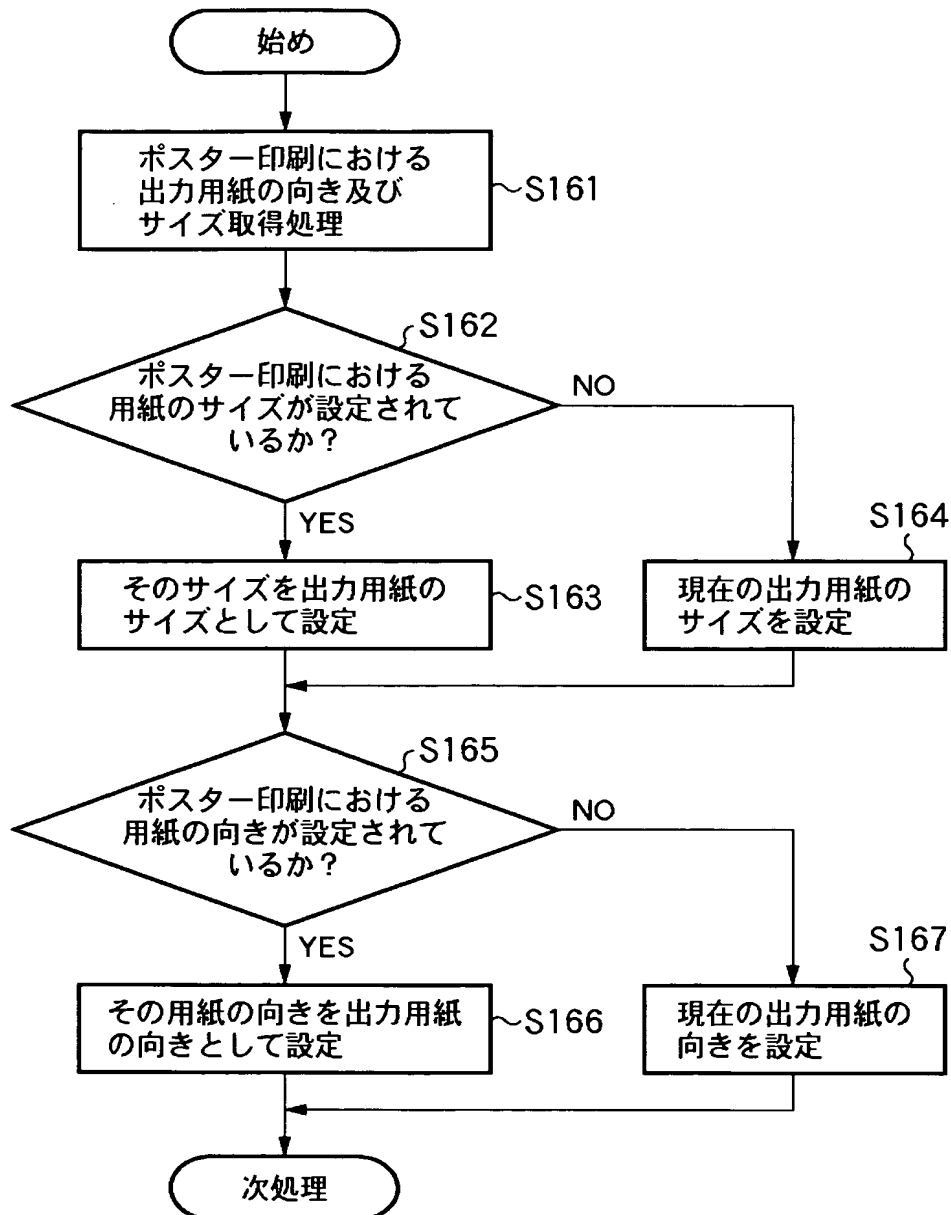 始め
ポスター印刷における
出力用紙の向き及び
サイズ取得処理
S161
S162
ポスター印刷における
用紙のサイズが設定されて
いるか？
NO
YES
S164
そのサイズを出力用紙の
サイズとして設定
S163
現在の出力用紙の
サイズを設定
S165
ポスター印刷における
用紙の向きが設定されて
いるか？
NO
YES
S167
その用紙の向きを出力用紙
の向きとして設定
S166
現在の出力用紙の
向きを設定
次処理